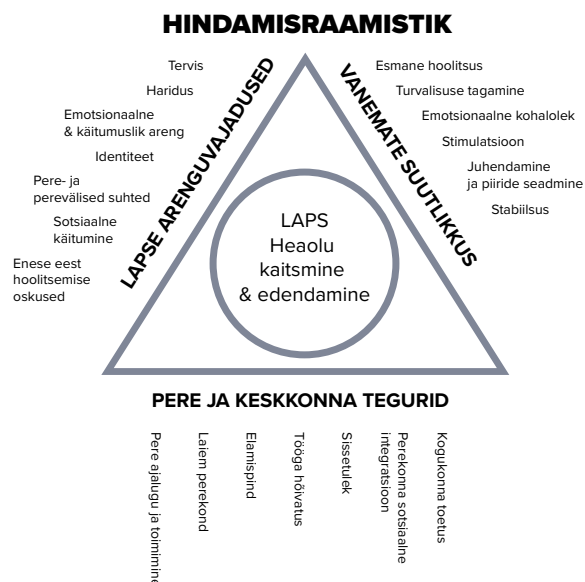 HINDAMISRAAMISTIK
LAPSE ARENGUVAJADUSED
Tervis
Haridus
Emotsionaalne
& käitumuslik areng
Identiteet
Pere- ja
perevälised suhted
Sotsiaalne
käitumine
Enese eest
hoolitsemise
oskused
VANEMATE SUUTLIKKUS
Esmane hoolitsus
Turvalisuse tagamine
Emotsionaalne kohalolek
Stimulatsioon
Juhendamine
ja piiride seadmine
Stabiilsus
LAPS
Heaolu
kaitsmine
& edendamine
PERE JA KESKKONNA TEGURID
Pere ajalugu ja toimimine
Laiem perekond
Elamispind
Tööga hõivatus
Sissetulek
Perekonna sotsiaalne
integratsioon
Kogukonna toetus